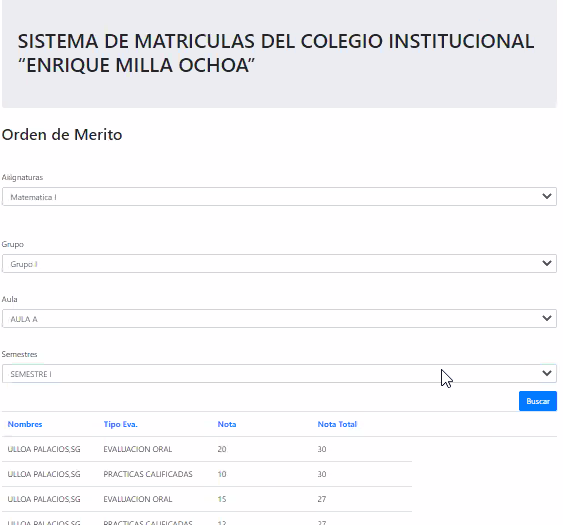 SISTEMA DE MATRICULAS DEL COLEGIO INSTITUCIONAL
“ENRIQUE MILLA OCHOA”
Orden de Merito
Asignaturas
Matematica I
Grupo
Grupo I
Aula
AULA A
Semestres
SEMESTRE I
Buscar
Nombres Tipo Eva. Nota Nota Total
ULLOA PALACIOS,SG EVALUACION ORAL 20 30
ULLOA PALACIOS,SG PRACTICAS CALIFICADAS 10 30
ULLOA PALACIOS,SG EVALUACION ORAL 15 27
ULLOA PALACIOS,SG PRACTICAS CALIFICADAS 12 27